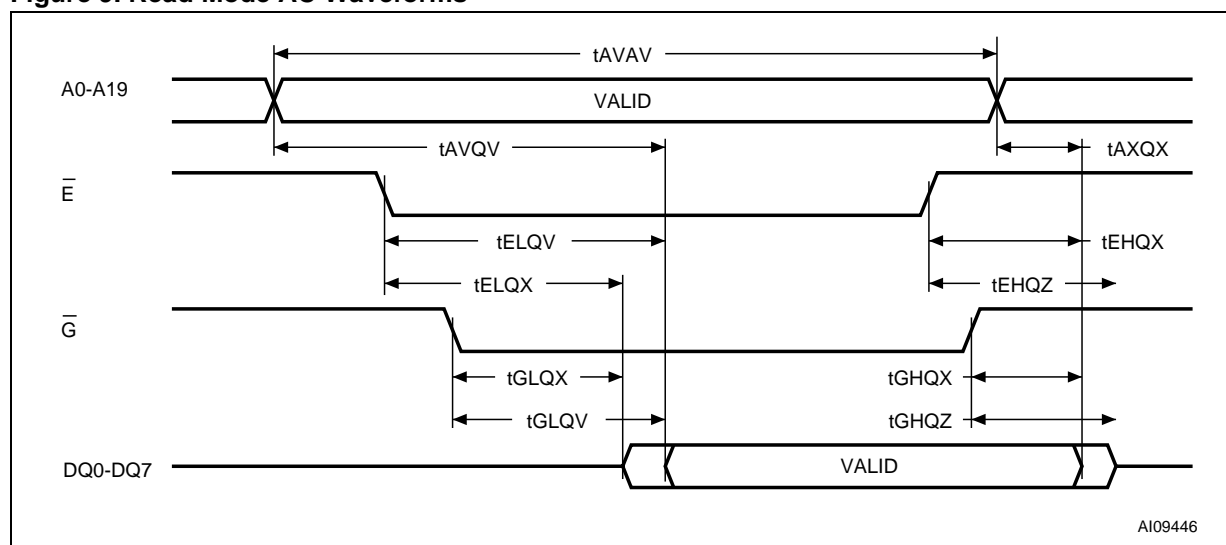 Figure 8. Read Mode AC Waveforms
tAVAV
A0-A19
VALID
tAVQV
tAXQX
E
tELQV
tEHQX
tELQX
tEHQZ
G
tGLQX
tGHQX
tGLQV
tGHQZ
DQ0-DQ7
VALID
AI09446